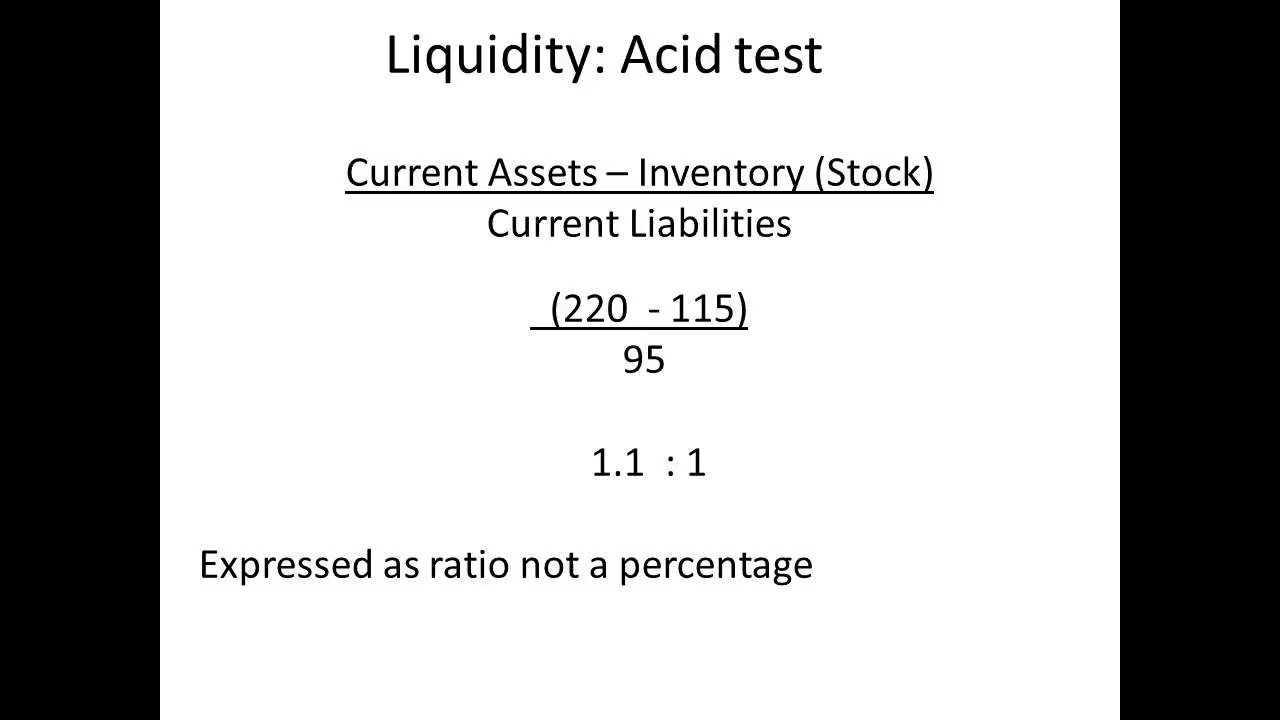 Liquidity: Acid test
Current Assets – Inventory (Stock)
Current Liabilities
(220 - 115)
95
1.1 : 1
Expressed as ratio not a percentage